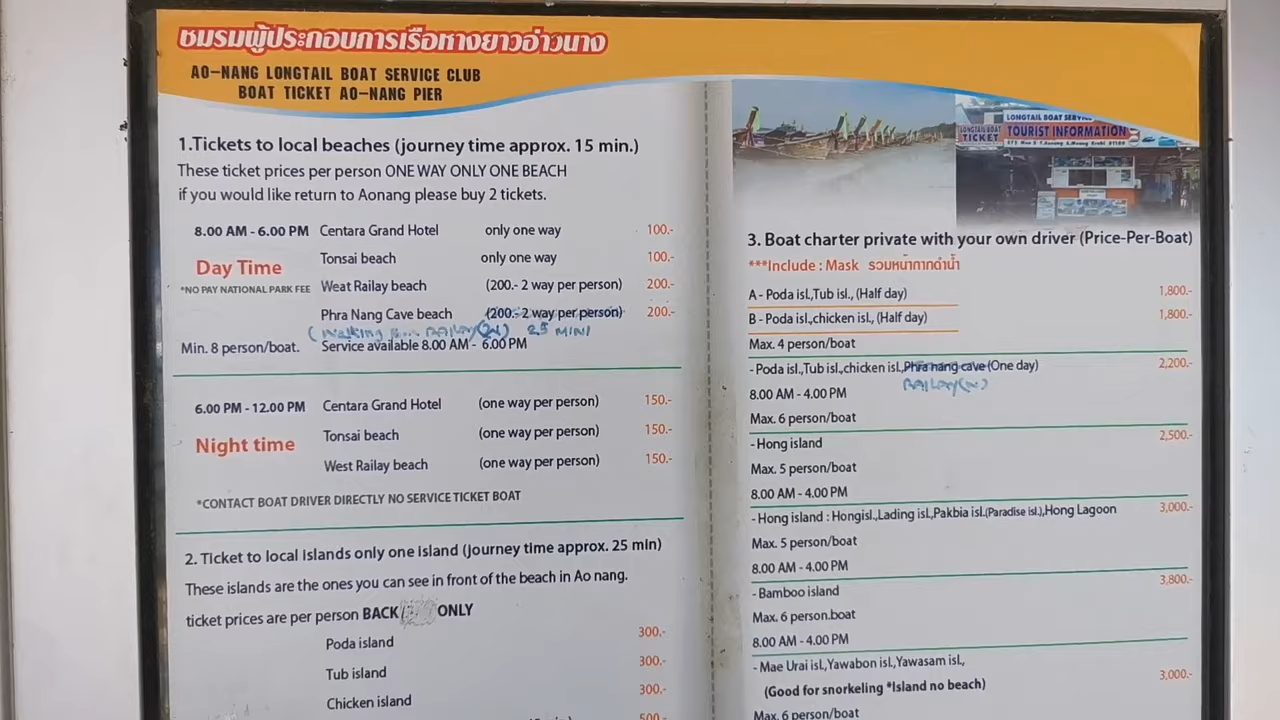 ชมรมผู้ประกอบการเรือหางยาวอ่าวนาง
AO-NANG LONGTAIL BOAT SERVICE CLUB
BOAT TICKET AO-NANG PIER
1.Tickets to local beaches (journey time approx. 15 min.)
These ticket prices per person ONE WAY ONLY ONE BEACH
if you would like return to Aonang please buy 2 tickets.
8.00 AM - 6.00 PM Centara Grand Hotel only one way 100.-
Day Time Tonsai beach only one way 100.-
*NO PAY NATIONAL PARK FEE Weat Railay beach (200.- 2 way per person) 200.-
Phra Nang Cave beach (200.- 2 way per person) 200.-
(walking from RAILAY(W) 25 MINI
Min. 8 person/boat. Service available 8.00 AM - 6.00 PM
6.00 PM - 12.00 PM Centara Grand Hotel (one way per person) 150.-
Night time Tonsai beach (one way per person) 150.-
West Railay beach (one way per person) 150.-
*CONTACT BOAT DRIVER DIRECTLY NO SERVICE TICKET BOAT
2. Ticket to local islands only one island (journey time approx. 25 min)
These islands are the ones you can see in front of the beach in Ao nang.
ticket prices are per person BACK/ ONLY
Poda island 300.-
Tub island 300.-
Chicken island 300.-
500.-
LONGTAIL BOAT SERVICE
LONGTAIL BOAT TICKET
TOURIST INFORMATION
3. Boat charter private with your own driver (Price-Per-Boat)
***Include : Mask รวมหน้ากากดำน้ำ
A - Poda isl.,Tub isl., (Half day) 1,800.-
B - Poda isl.,chicken isl., (Half day) 1,800.-
Max. 4 person/boat
- Poda isl.,Tub isl.,chicken isl.,Phra nang cave (One day) 2,200.-
RAILAY(W)
8.00 AM - 4.00 PM
Max. 6 person/boat
- Hong island 2,500.-
Max. 5 person/boat
8.00 AM - 4.00 PM
- Hong island : Hongisl.,Lading isl.,Pakbia isl.(Paradise isl.),Hong Lagoon 3,000.-
Max. 5 person/boat
8.00 AM - 4.00 PM
- Bamboo island 3,800.-
Max. 6 person.boat
8.00 AM - 4.00 PM
- Mae Urai isl.,Yawabon isl.,Yawasam isl., 3,000.-
(Good for snorkeling *Island no beach)
Max. 6 person/boat